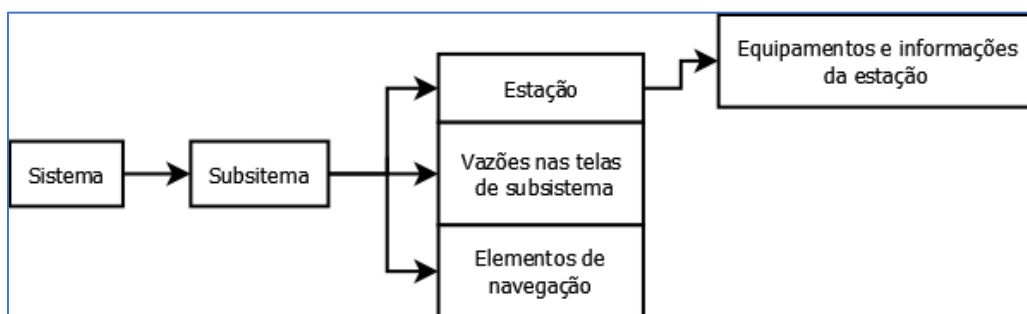 Sistema
Subsitema
Estação
Vazões nas telas
de subsistema
Elementos de
navegação
Equipamentos e informações
da estação